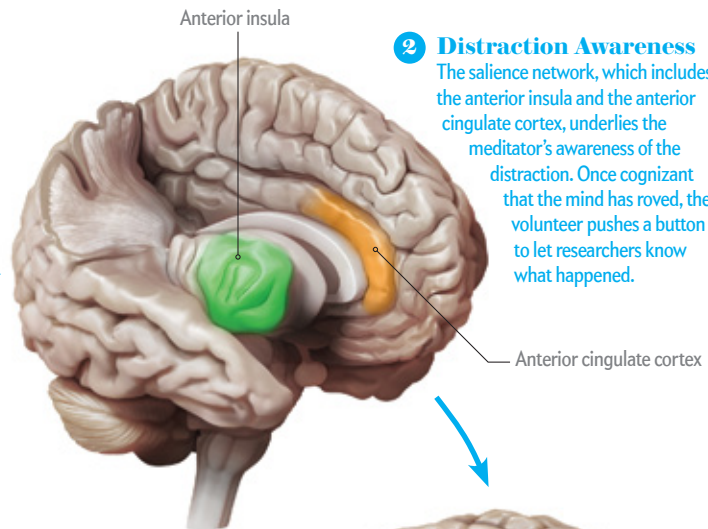 Anterior insula
2 Distraction Awareness
The salience network, which includes
the anterior insula and the anterior
cingulate cortex, underlies the
meditator's awareness of the
distraction. Once cognizant
that the mind has roved, the
volunteer pushes a button
to let researchers know
what happened.
Anterior cingulate cortex